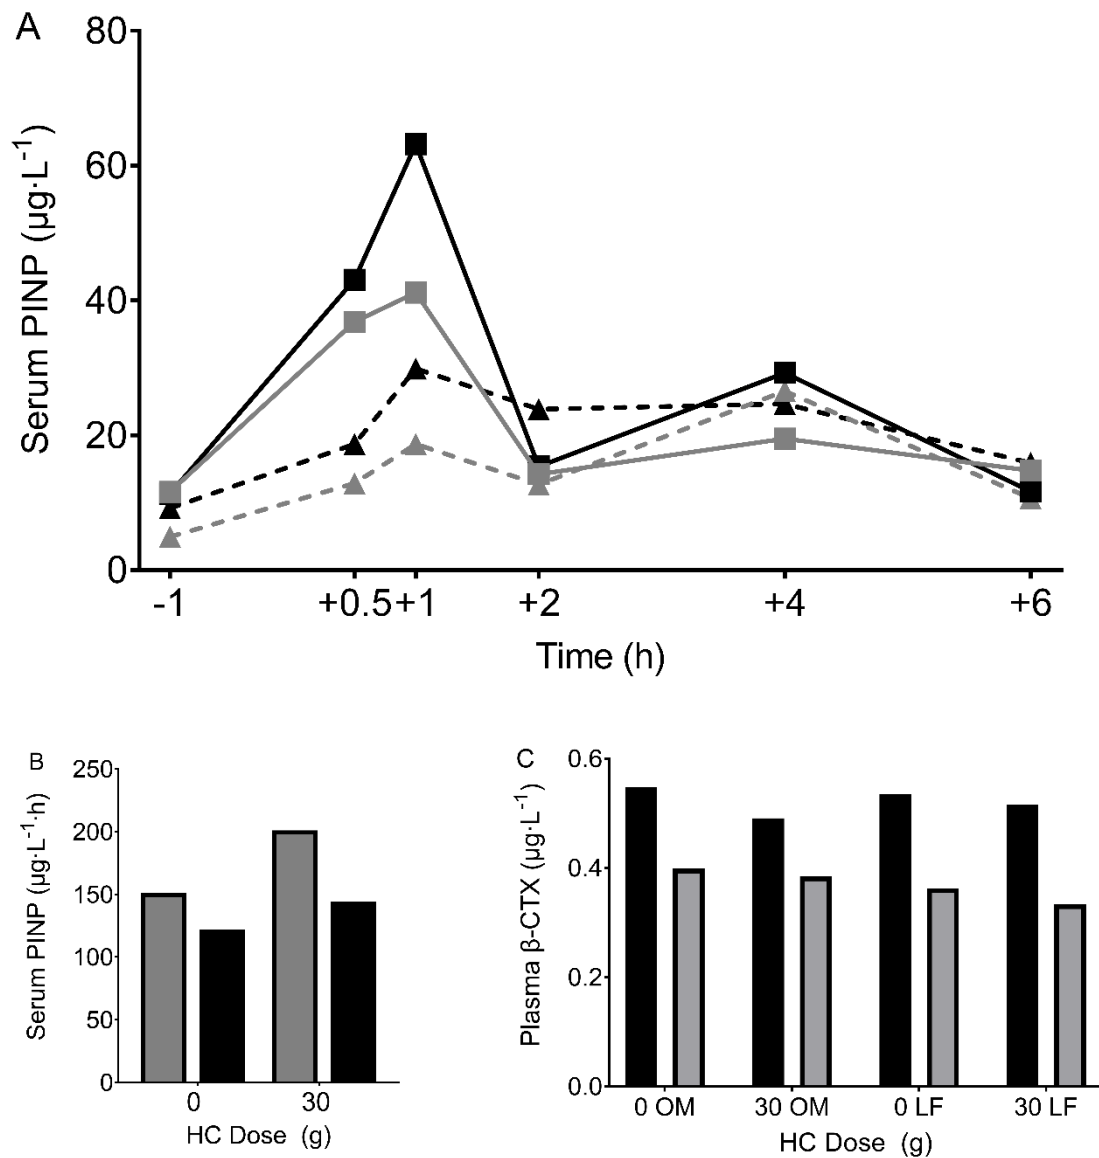 A
80
60
40
20
0
Serum PINP (µg·L⁻¹)
-1 +0.5 +1 +2 +4 +6
Time (h)
B
250
200
150
100
50
0
Serum PINP (µg·L⁻¹·h)
0 30
HC Dose (g)
C
0.6
0.4
0.2
0.0
Plasma β-CTX (µg·L⁻¹)
0 OM 30 OM 0 LF 30 LF
HC Dose (g)